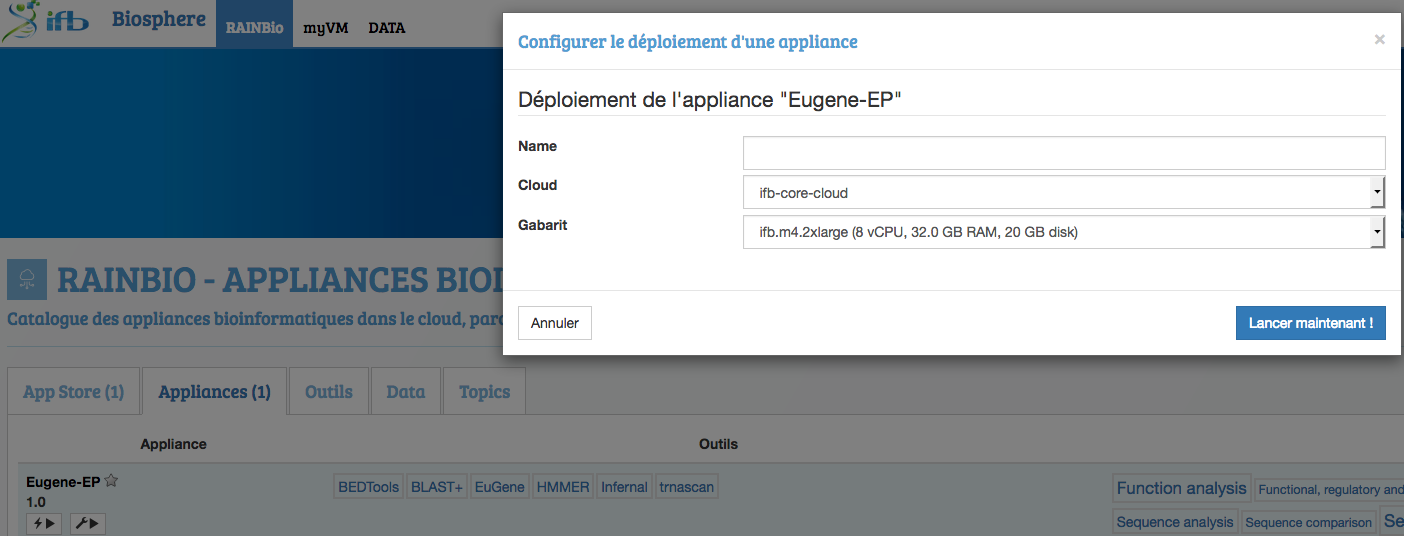 ifb
Biosphere
RAINBio
myVM
DATA
Configurer le déploiement d'une appliance
×
Déploiement de l'appliance "Eugene-EP"
Name
Cloud
ifb-core-cloud
Gabarit
ifb.m4.2xlarge (8 vCPU, 32.0 GB RAM, 20 GB disk)
Annuler
Lancer maintenant !
RAINBIO - APPLIANCES
Catalogue des appliances bioinformatiques dans le cloud,
App Store (1)
Appliances (1)
Outils
Data
Topics
Appliance
Outils
Eugene-EP
1.0
BEDTools
BLAST+
EuGene
HMMER
Infernal
trnascan
Function analysis
Functional, regulatory and
Sequence analysis
Sequence comparison